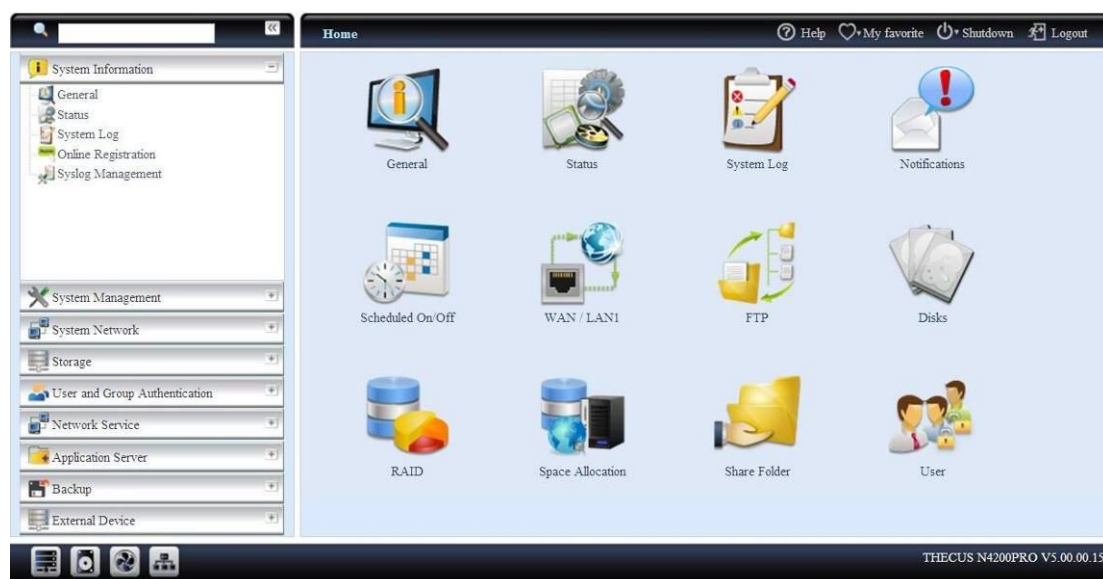 Home
Help
My favorite
Shutdown
Logout
System Information
General
Status
System Log
Online Registration
Syslog Management
System Management
System Network
Storage
User and Group Authentication
Network Service
Application Server
Backup
External Device
General
Status
System Log
Notifications
Scheduled On/Off
WAN / LAN1
FTP
Disks
RAID
Space Allocation
Share Folder
User
THECUS N4200PRO V5.00.00.15